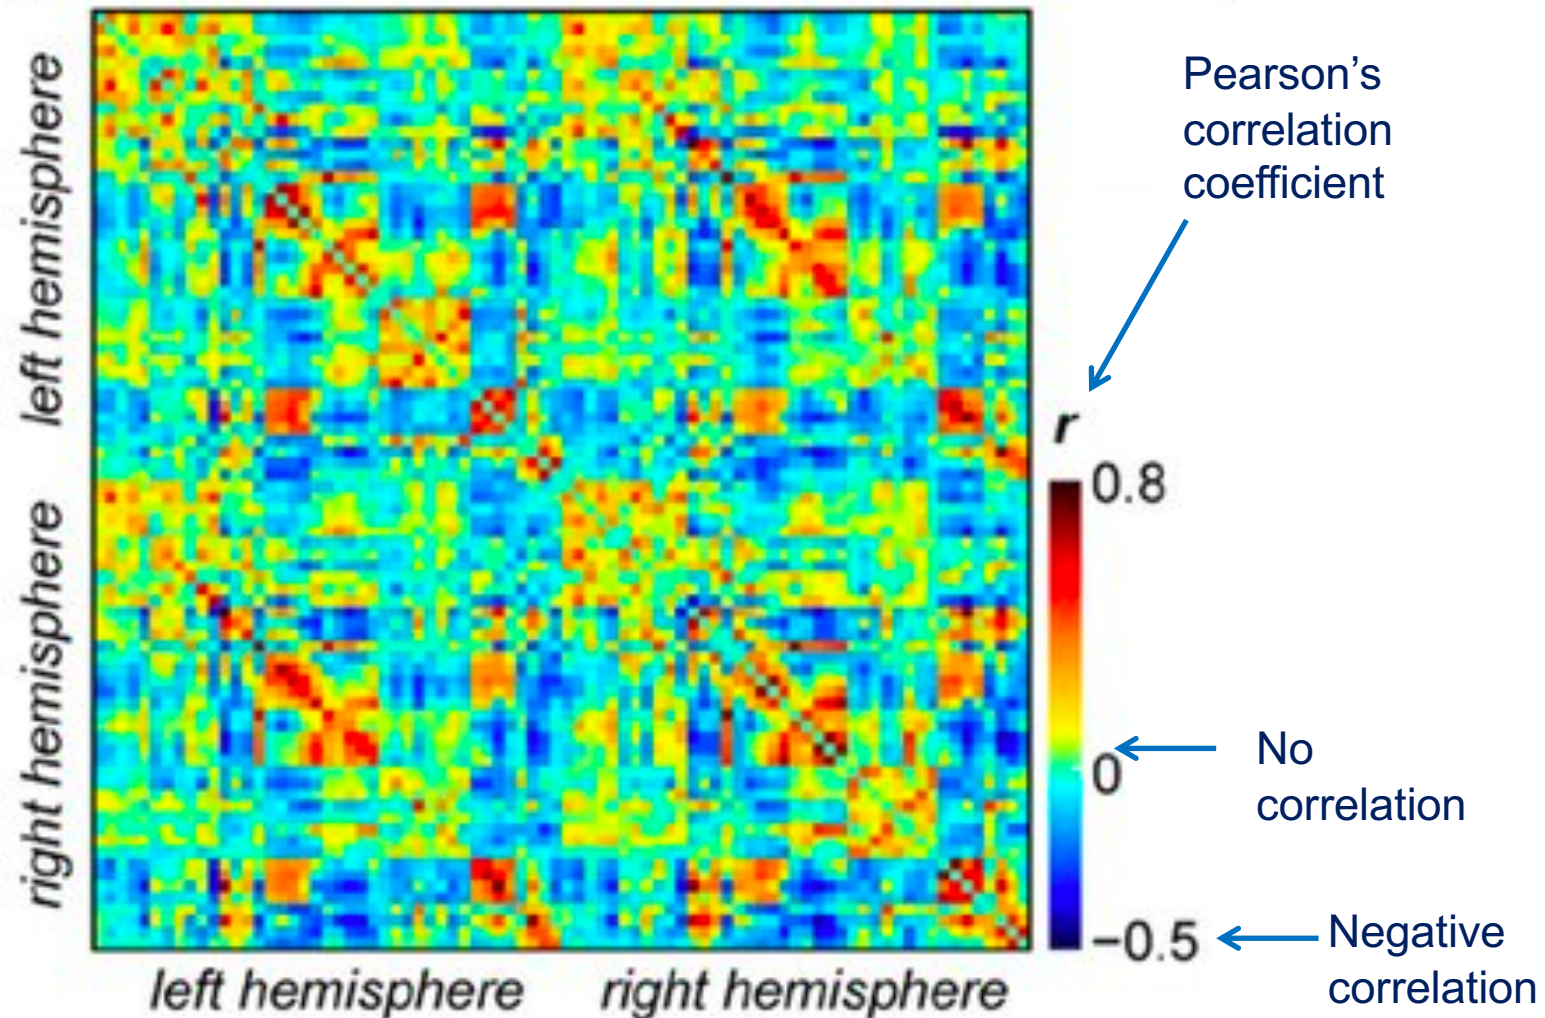 left hemisphere
right hemisphere
left hemisphere
right hemisphere
Pearson’s
correlation
coefficient
r
0.8
0
−0.5
No
correlation
Negative
correlation